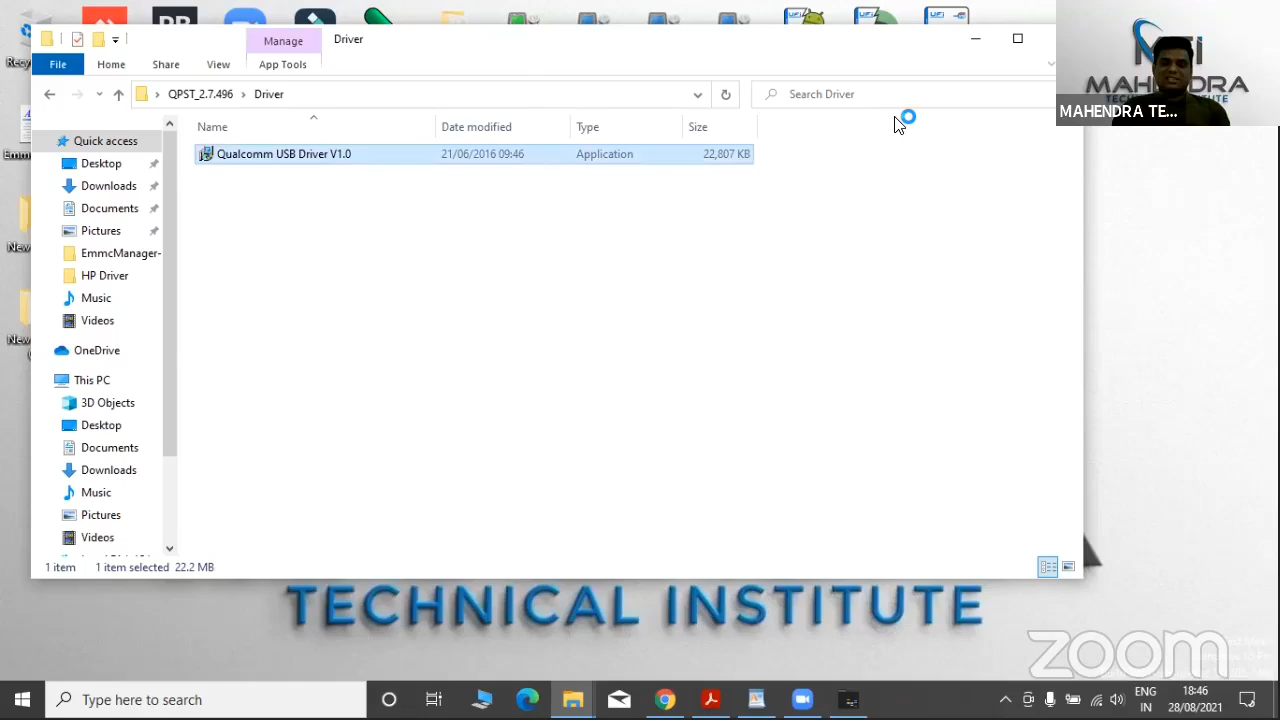 Manage
Driver
File
Home
Share
View
App Tools
QPST_2.7.496 > Driver
Search Driver
MAHENDRA
MAHENDRA TE...
Name
Date modified
Type
Size
Qualcomm USB Driver V1.0
21/06/2016 09:46
Application
22,807 KB
Quick access
Desktop
Downloads
Documents
Pictures
EmmcManager-
HP Driver
Music
Videos
OneDrive
This PC
3D Objects
Desktop
Documents
Downloads
Music
Pictures
Videos
1 item
1 item selected 22.2 MB
TECHNICAL INSTITUTE
zoom
Type here to search
ENG
IN
18:46
28/08/2021